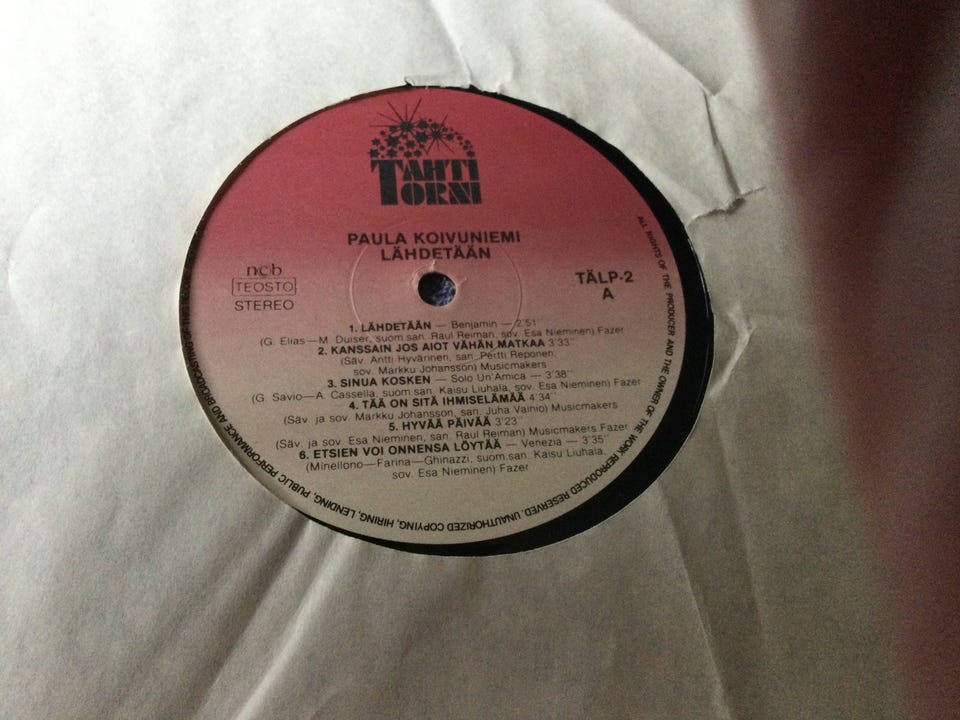 TÄHTI
TORNI
PAULA KOIVUNIEMI
LÄHDETÄÄN
ncb
TEOSTO
STEREO
TÄLP-2
A
1. LÄHDETÄÄN — Benjamin — 2'51
(G. Elias—M. Duiser, suom.san. Raul Reiman, sov. Esa Nieminen) Fazer
2. KANSSAIN JOS AIOT VÄHÄN MATKAA 3'33''
(Säv. Antti Hyvärinen, san. Pertti Reponen,
sov. Markku Johansson) Musicmakers
3. SINUA KOSKEN — Solo Un'Amica — 3'38''
(G. Savio—A. Cassella, suom.san. Kaisu Liuhala, sov. Esa Nieminen) Fazer
4. TÄÄ ON SITÄ IHMISELÄMÄÄ 4'34''
(Säv. ja sov. Markku Johansson, san. Juha Vainio) Musicmakers
5. HYVÄÄ PÄIVÄÄ 3'23''
(Säv. ja sov. Esa Nieminen, san. Raul Reiman) Musicmakers Fazer
6. ETSIEN VOI ONNENSA LÖYTÄÄ — Venezia — 3'35''
(Minellono—Farina—Ghinazzi, suom.san. Kaisu Liuhala,
sov. Esa Nieminen) Fazer
ALL RIGHTS OF THE PRODUCER AND THE OWNER OF THE WORK REPRODUCED RESERVED. UNAUTHORIZED COPYING, HIRING, LENDING, PUBLIC PERFORMANCE AND BROADCASTING OF